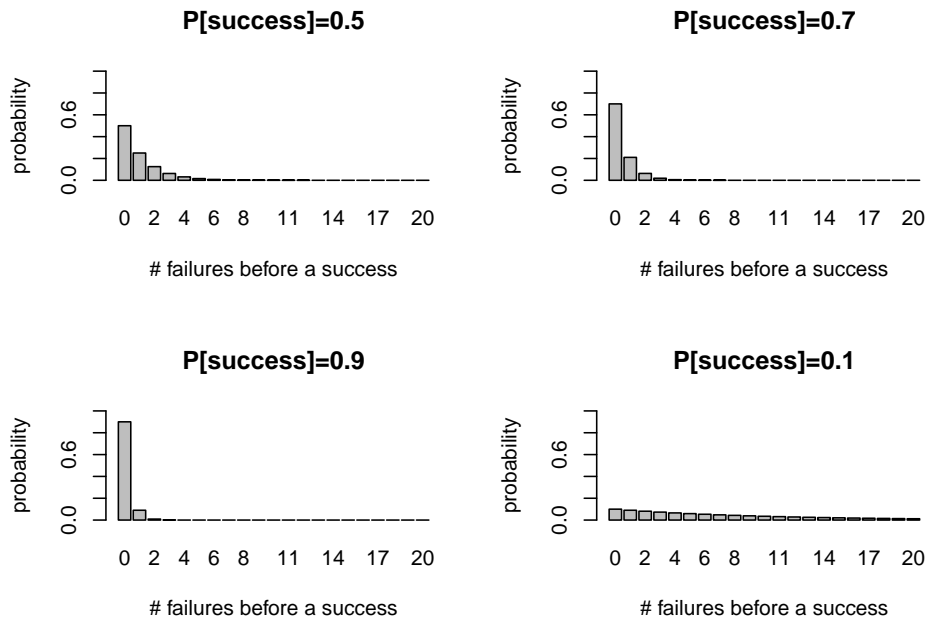 P[success]=0.5
probability
0.0 0.6
0 2 4 6 8 11 14 17 20
# failures before a success
P[success]=0.7
probability
0.0 0.6
0 2 4 6 8 11 14 17 20
# failures before a success
P[success]=0.9
probability
0.0 0.6
0 2 4 6 8 11 14 17 20
# failures before a success
P[success]=0.1
probability
0.0 0.6
0 2 4 6 8 11 14 17 20
# failures before a success